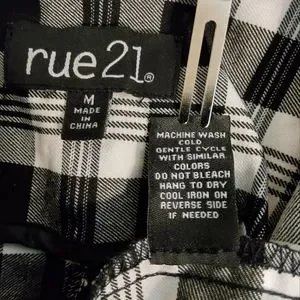 rue21®
M
MADE IN
CHINA
MACHINE WASH
COLD
GENTLE CYCLE
WITH SIMILAR
COLORS
DO NOT BLEACH
HANG TO DRY
COOL IRON ON
REVERSE SIDE
IF NEEDED